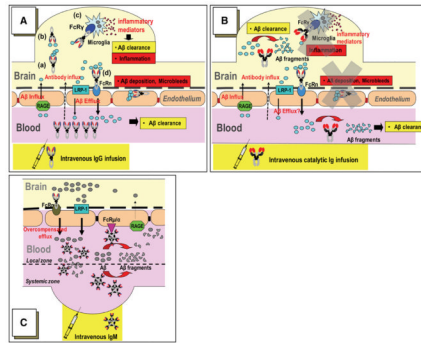 A
(c)
FcRγ
inflammatory
mediators
(b)
Microglia
• Aβ clearance
• Inflammation
(a)
(d)
FcRn
Brain
Antibody influx
• Aβ deposition, Microbleeds
Aβ Influx
LRP-1
Aβ Efflux
Endothelium
RAGE
Blood
• Aβ clearance
Intravenous IgG infusion
B
FcRγ
inflammatory
mediators
• Aβ clearance
Microglia
Aβ fragments
Inflammation
Brain
Antibody influx
FcRn
• Aβ deposition, Microbleeds
Aβ Influx
LRP-1
Endothelium
RAGE
Aβ Efflux?
Blood
• Aβ clearance
Aβ fragments
Intravenous catalytic Ig infusion
Brain
LRP-1
RAGE
Overcompensated
efflux
Blood
Local zone
Aβ
Aβ fragments
Systemic zone
C
Intravenous IgM